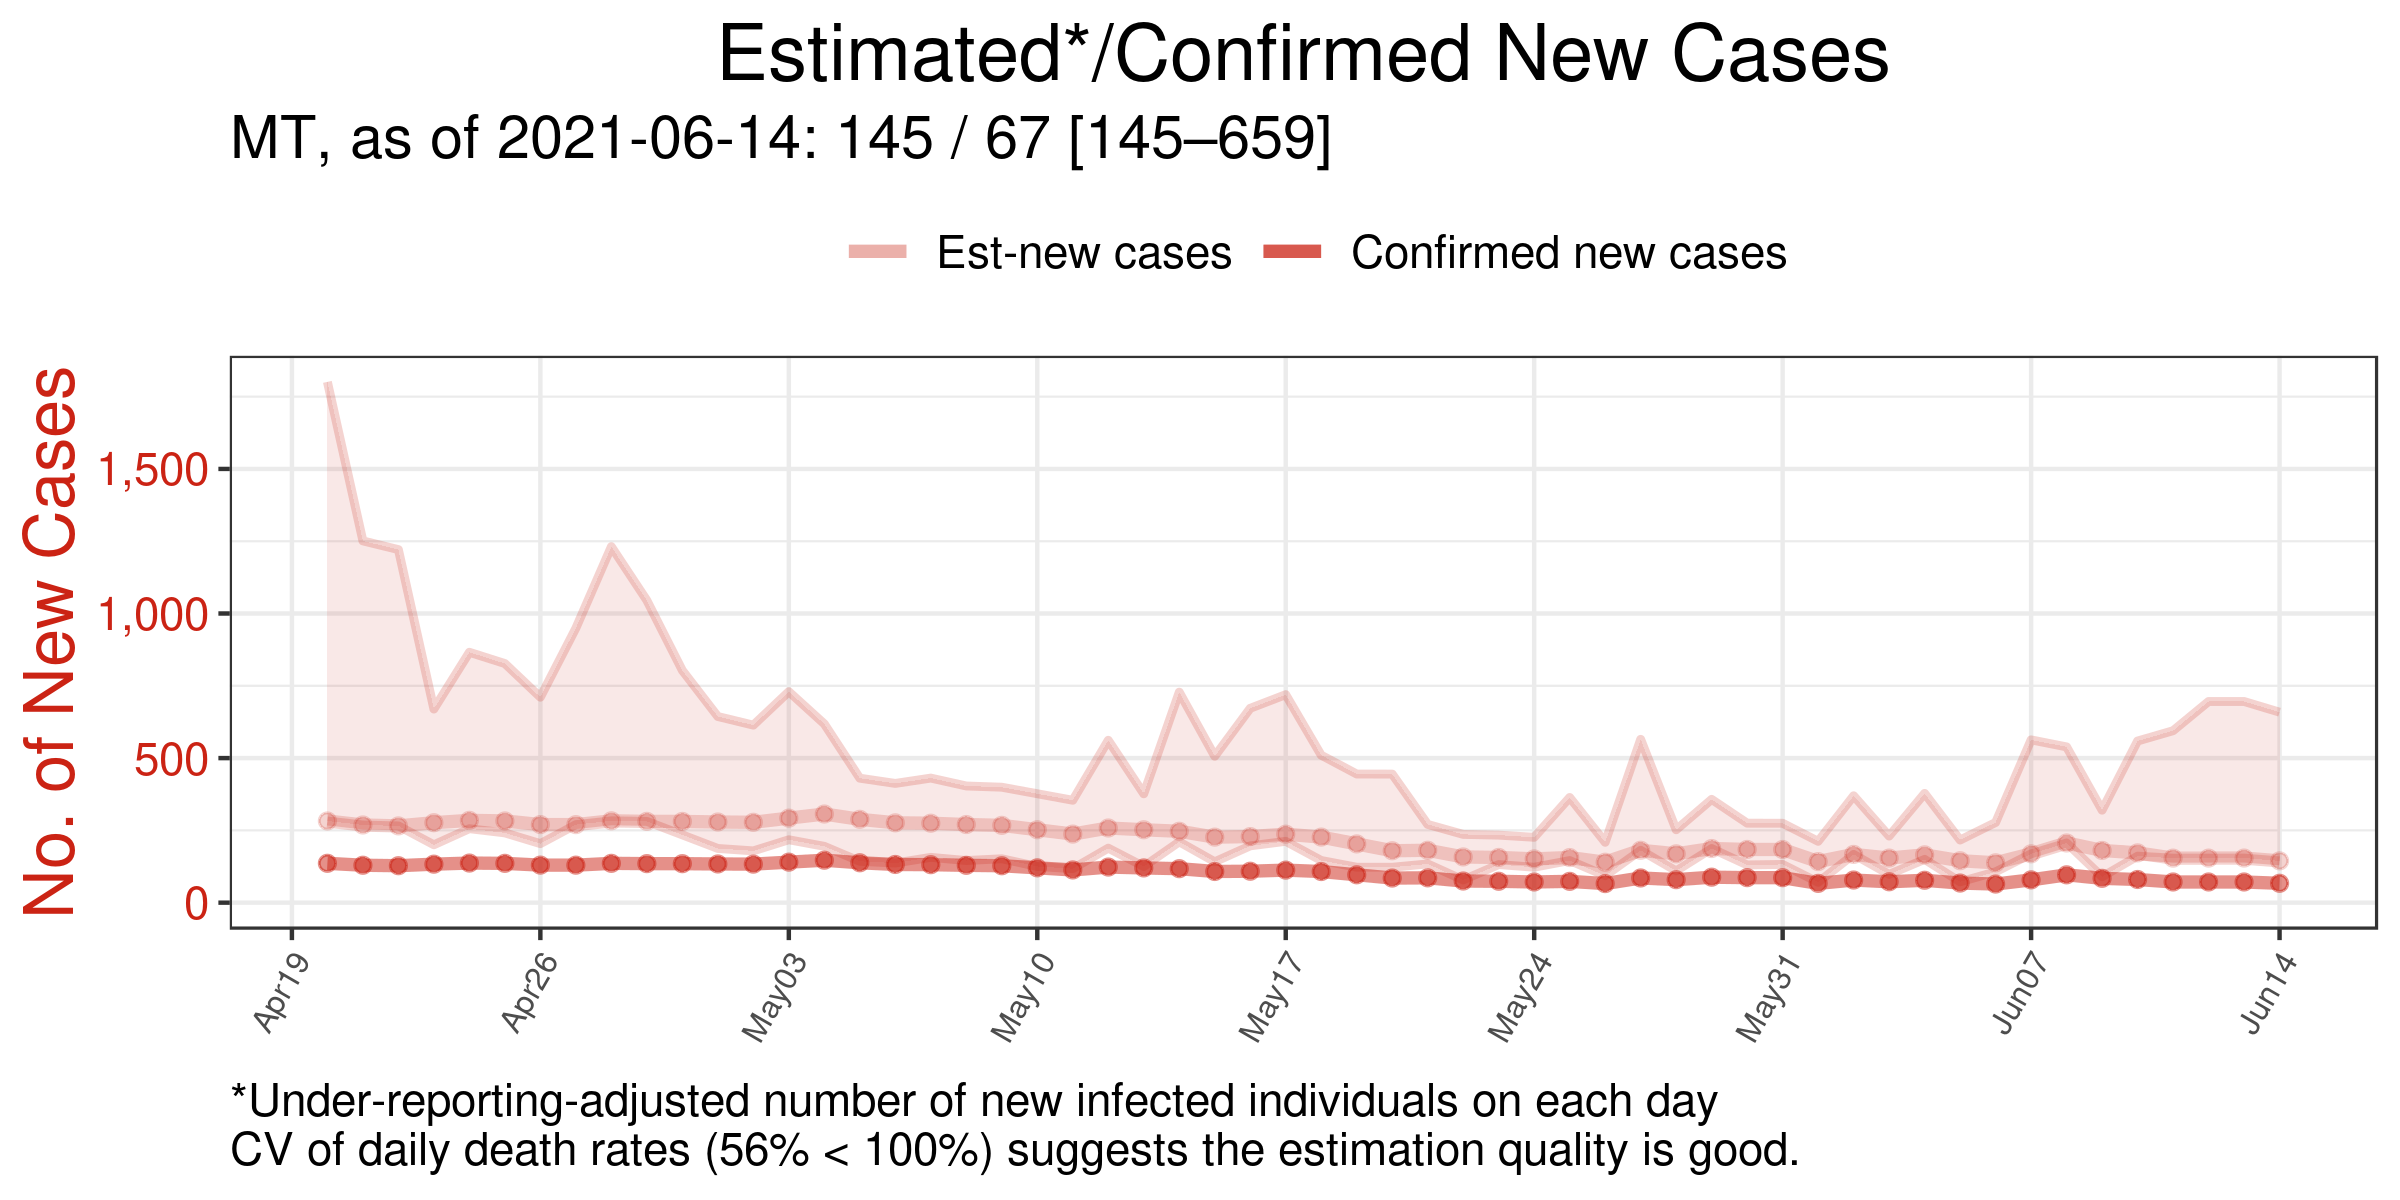 Estimated*/Confirmed New Cases
MT, as of 2021-06-14: 145 / 67 [145–659]
Est-new cases
Confirmed new cases
No. of New Cases
1,500
1,000
500
0
Apr19
Apr26
May03
May10
May17
May24
May31
Jun07
Jun14
*Under-reporting-adjusted number of new infected individuals on each day
CV of daily death rates (56% < 100%) suggests the estimation quality is good.